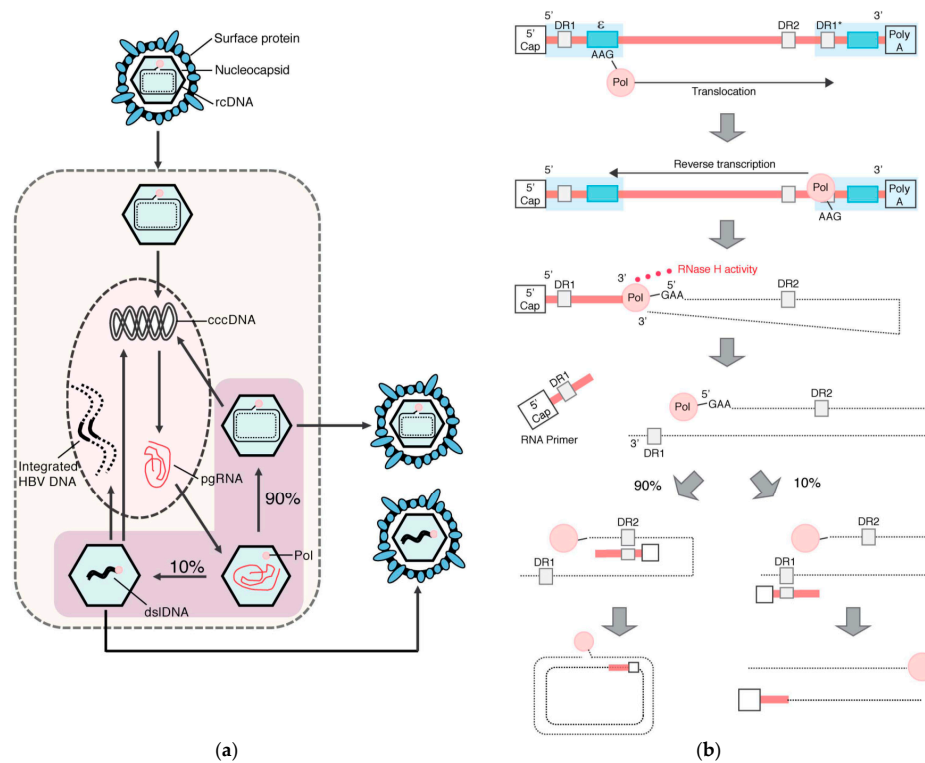 Surface protein
Nucleocapsid
rcDNA
cccDNA
Integrated
HBV DNA
pgRNA
90%
Pol
10%
dslDNA
(a)
5'
DR1
ε
DR2
DR1*
3'
5'
Cap
Poly
A
AAG
Pol
Translocation
Reverse transcription
5'
3'
5'
Cap
Pol
Poly
A
AAG
RNase H activity
5'
DR1
3'
5'
DR2
5'
Cap
Pol
GAA
3'
DR1
5'
Cap
RNA Primer
5'
DR2
Pol
GAA
3'
DR1
90%
10%
DR2
DR1
DR2
DR1
(b)